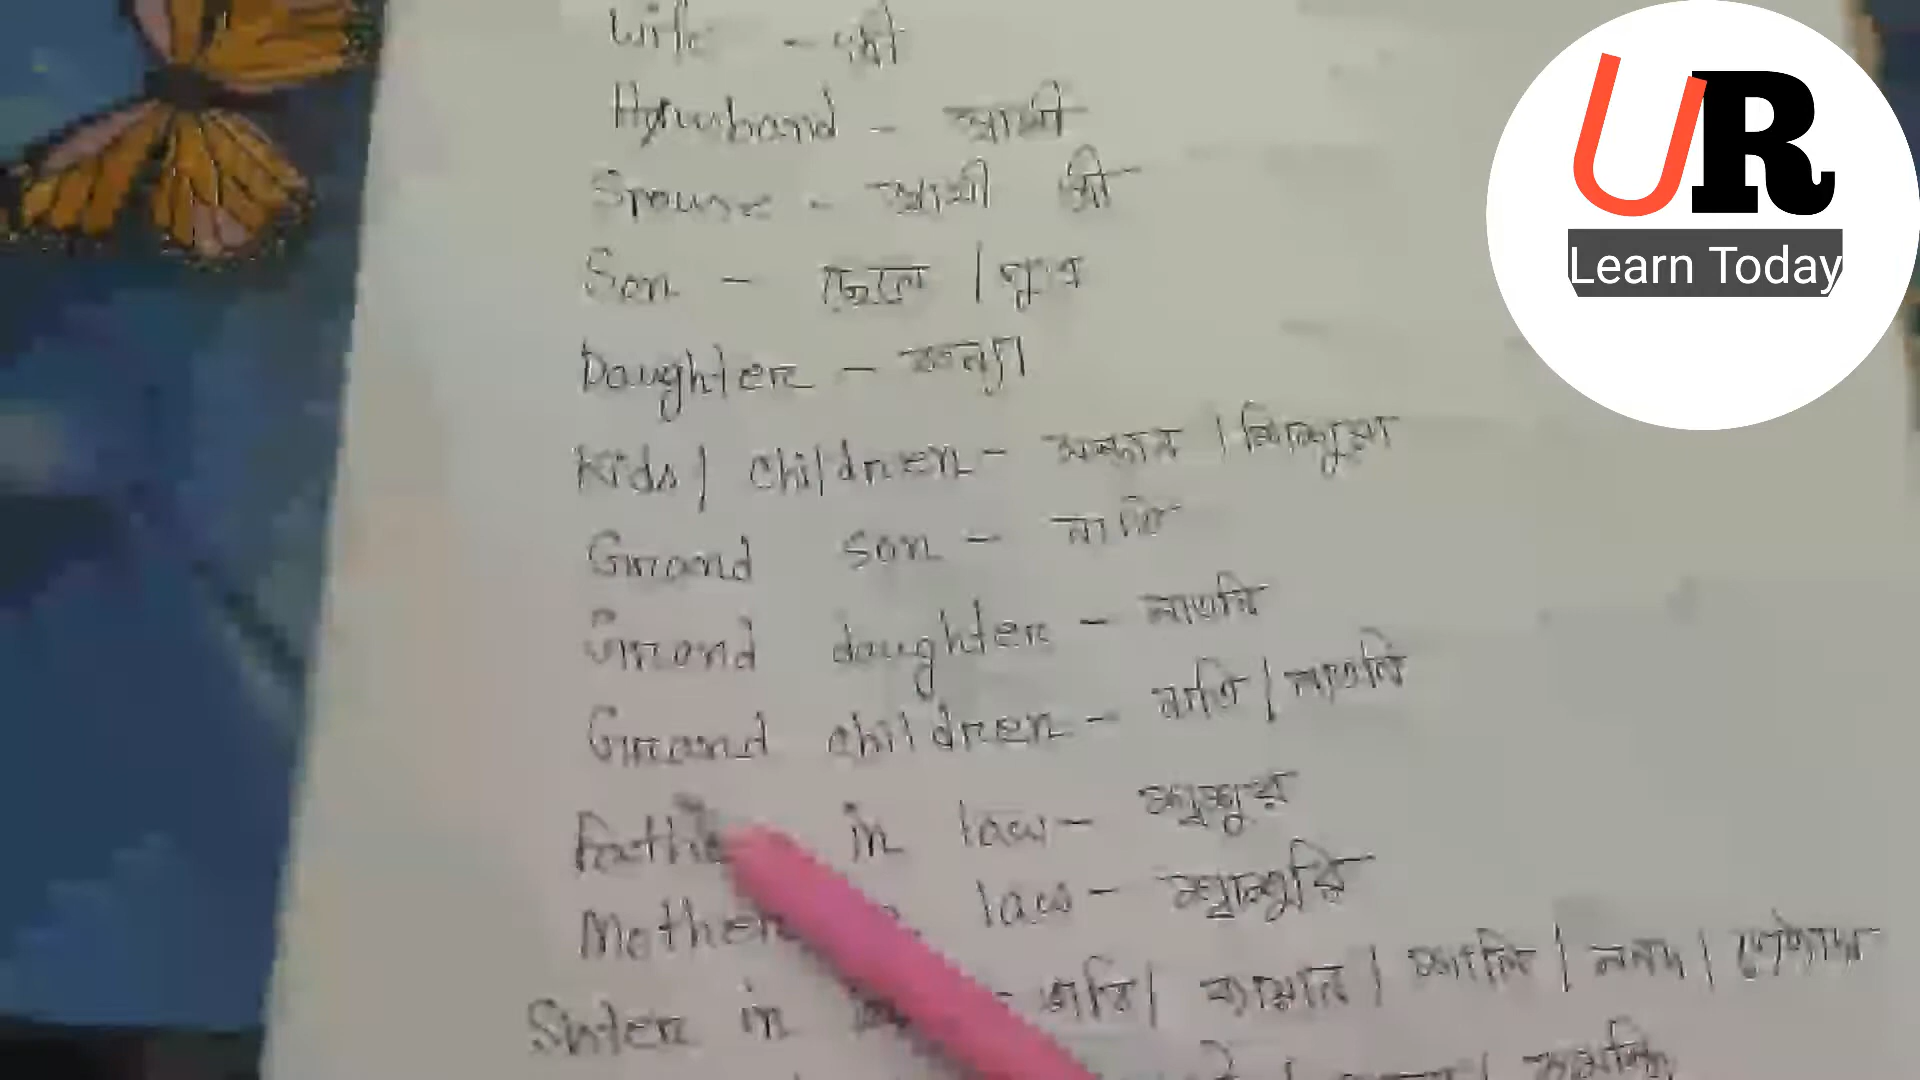 Wife - স্ত্রী
Husband - স্বামী
Spouse - স্বামী স্ত্রী
Son - ছেলে | পুত্র
Daughter - কন্যা
Kids | children - সন্তান |
Grand son - নাতি
Grand daughter - নাতনি
Grand children - নাতি | নাতনি
Father in law - শ্বশুর
Mother law - শ্বাশুড়ি
Sister in - ভাবি | | শালি | ননদ |
UR
Learn Today